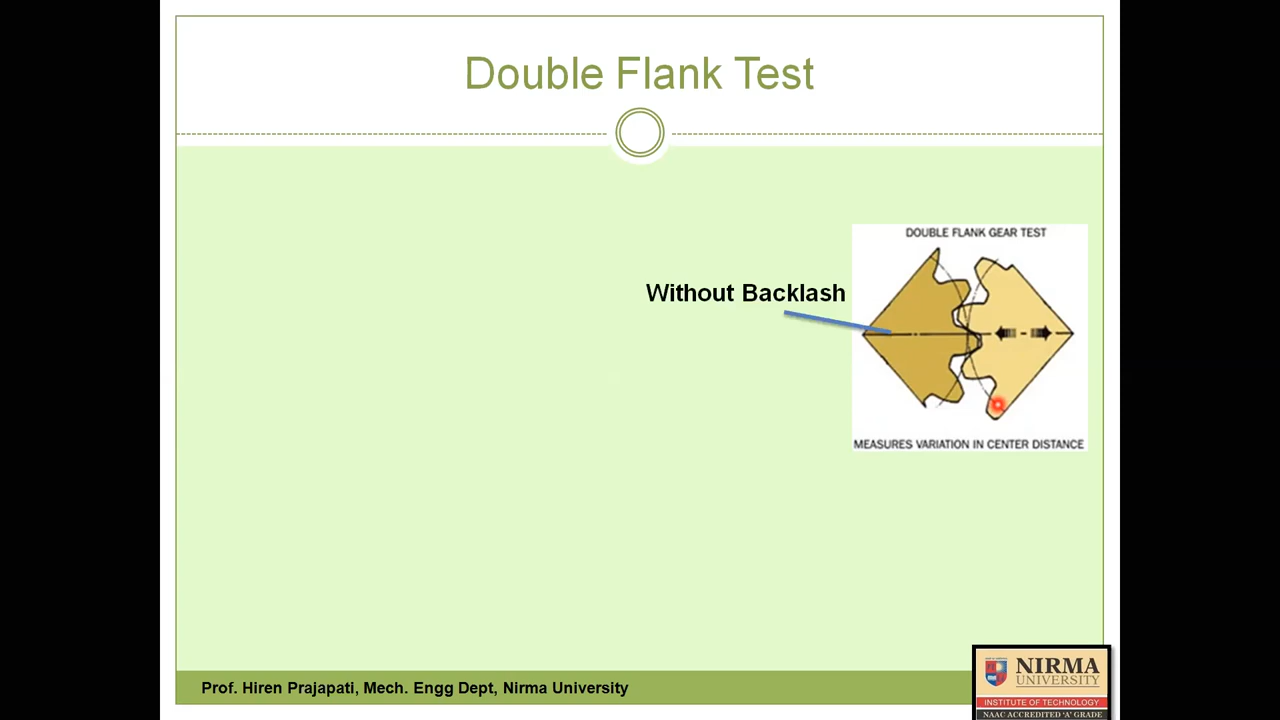 Double Flank Test
DOUBLE FLANK GEAR TEST
Without Backlash
MEASURES VARIATION IN CENTER DISTANCE
Prof. Hiren Prajapati, Mech. Engg Dept, Nirma University
NIRMA
UNIVERSITY
INSTITUTE OF TECHNOLOGY
NAAC ACCREDITED 'A' GRADE